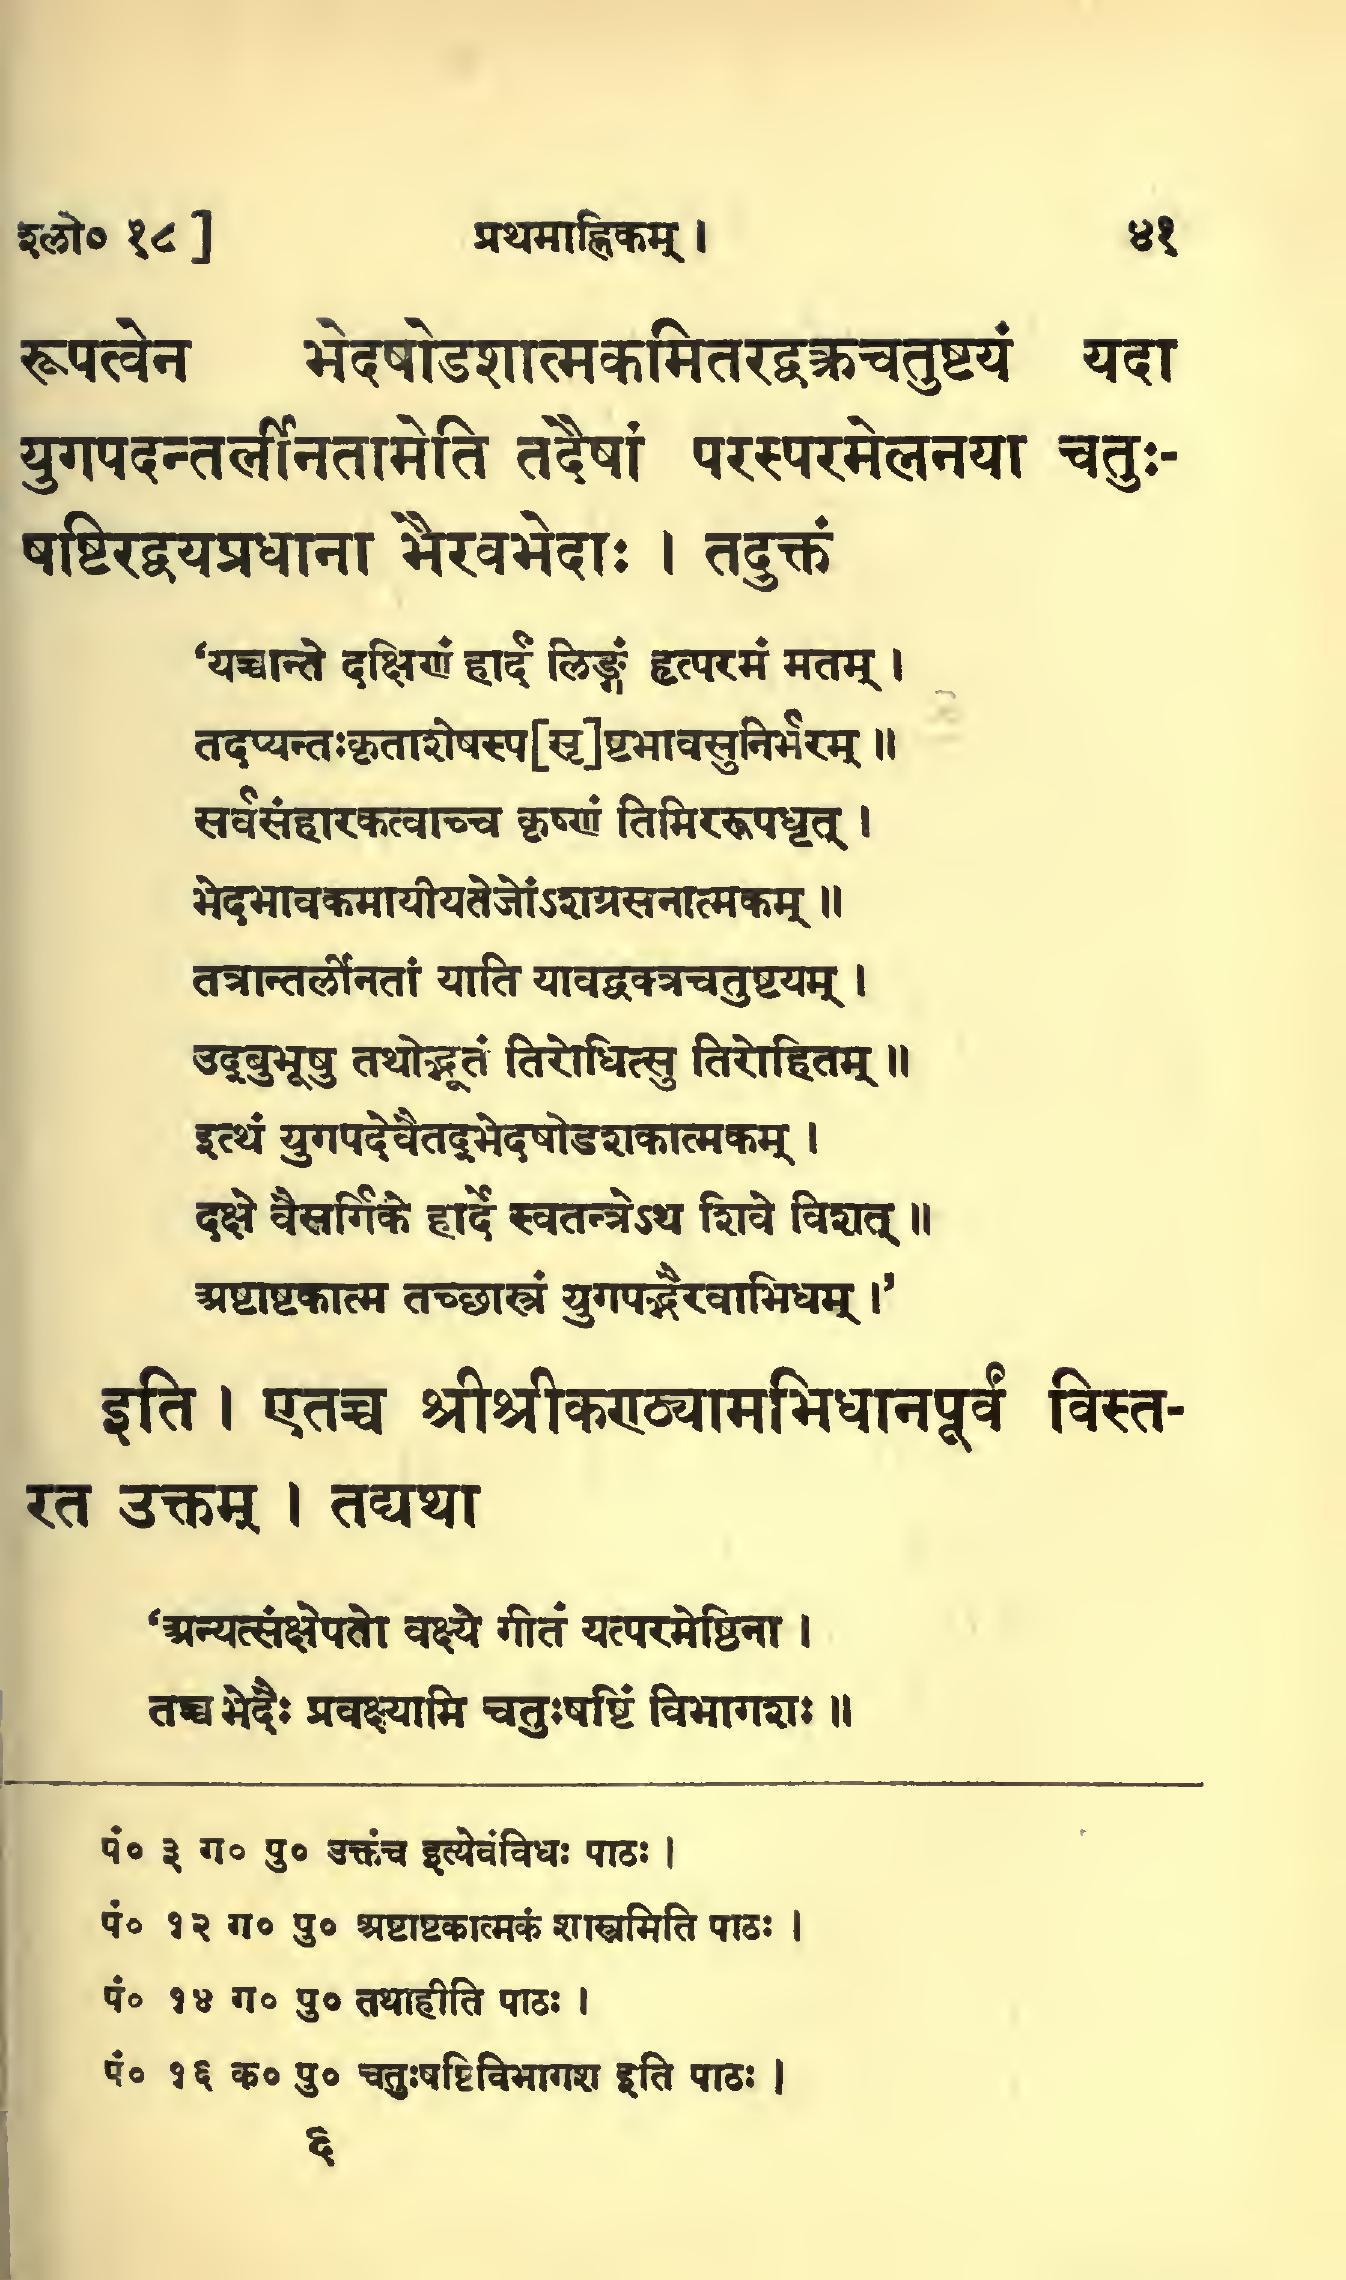 श्लो० १८ ] प्रथमाह्निकम् । ४१
रूपत्वेन भेदषोडशात्मकमितरद्वक्त्रचतुष्टयं यदा
युगपदन्तर्लीनतामेति तदैषां परस्परमेलनया चतुः-
षष्टिरद्वयप्रधाना भैरवभेदाः । तदुक्तं
‘यच्चान्ते दक्षिणं हार्दं लिङ्गं हृत्परमं मतम् ।
तदप्यन्तःकृताशेषस्प[सृ]ष्टभावसुनिर्भरम् ॥
सर्वसंहारकत्वाच्च कृष्णं तिमिररूपधृत् ।
भेदभावकमायीयतेजोंऽशग्रसनात्मकम् ॥
तत्रान्तर्लीनतां याति यावद्वक्त्रचतुष्टयम् ।
उद्बुभूषु तथोद्भूतं तिरोधित्सु तिरोहितम् ॥
इत्थं युगपदेवैतद्भेदषोडशकात्मकम् ।
दक्षे वैसर्गिके हार्दे स्वतन्त्रेऽथ शिवे विशत् ॥
अष्टाष्टकात्म तच्छास्त्रं युगपद्भैरवाभिधम् ।’
इति । एतच्च श्रीश्रीकण्ठ्यामभिधानपूर्वं विस्त-
रत उक्तम् । तद्यथा
‘अन्यत्संक्षेपतो वक्ष्ये गीतं यत्परमेष्ठिना ।
तच्च भेदैः प्रवक्ष्यामि चतुःषष्टिं विभागशः ॥
पं० ३ ग० पु० उक्तंच इत्येवंविधः पाठः ।
पं० १२ ग० पु० अष्टाष्टकात्मकं शास्त्रमिति पाठः ।
पं० १४ ग० पु० तथाहीति पाठः ।
पं० १६ क० पु० चतुःषष्टिविभागश इति पाठः ।
६